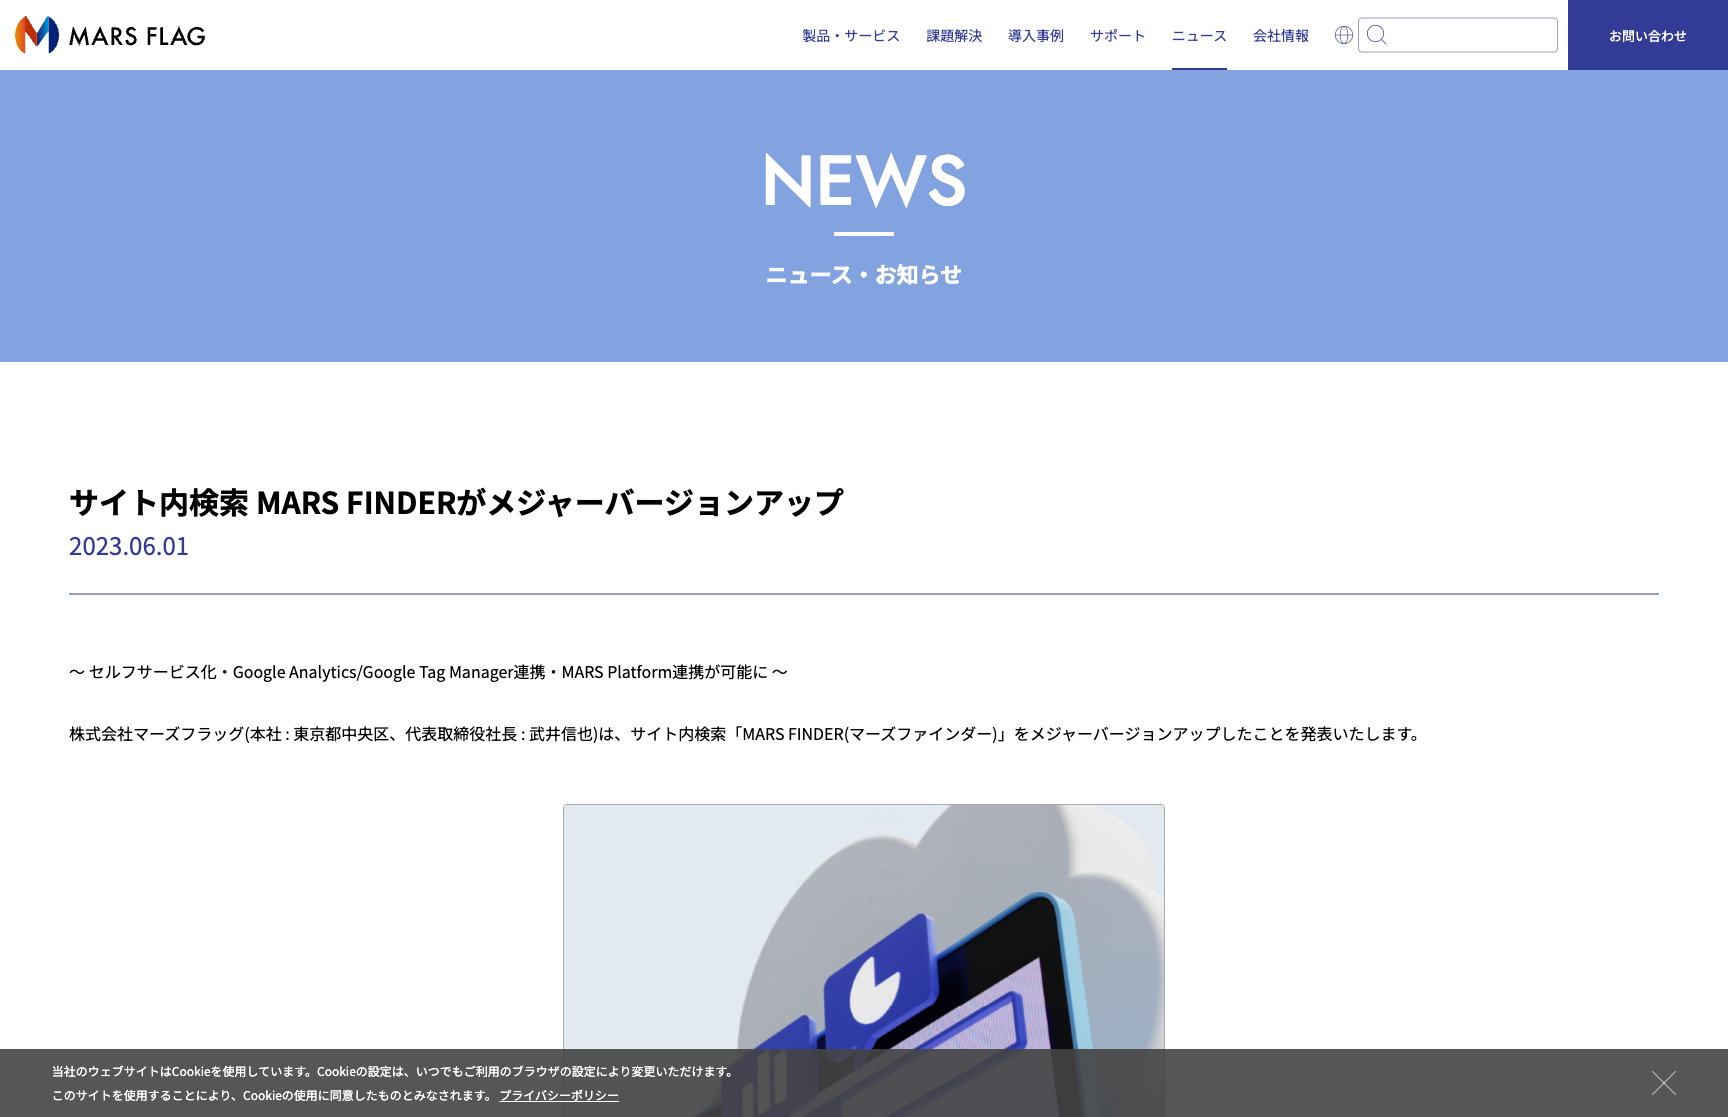 MARS FLAG
製品・サービス 課題解決 導入事例 サポート ニュース 会社情報 お問い合わせ
NEWS
ニュース・お知らせ
サイト内検索 MARS FINDERがメジャーバージョンアップ
2023.06.01
～ セルフサービス化・Google Analytics/Google Tag Manager連携・MARS Platform連携が可能に ～
株式会社マーズフラッグ(本社 : 東京都中央区、代表取締役社長 : 武井信也)は、サイト内検索「MARS FINDER(マーズファインダー)」をメジャーバージョンアップしたことを発表いたします。
当社のウェブサイトはCookieを使用しています。Cookieの設定は、いつでもご利用のブラウザの設定により変更いただけます。
このサイトを使用することにより、Cookieの使用に同意したものとみなされます。 プライバシーポリシー